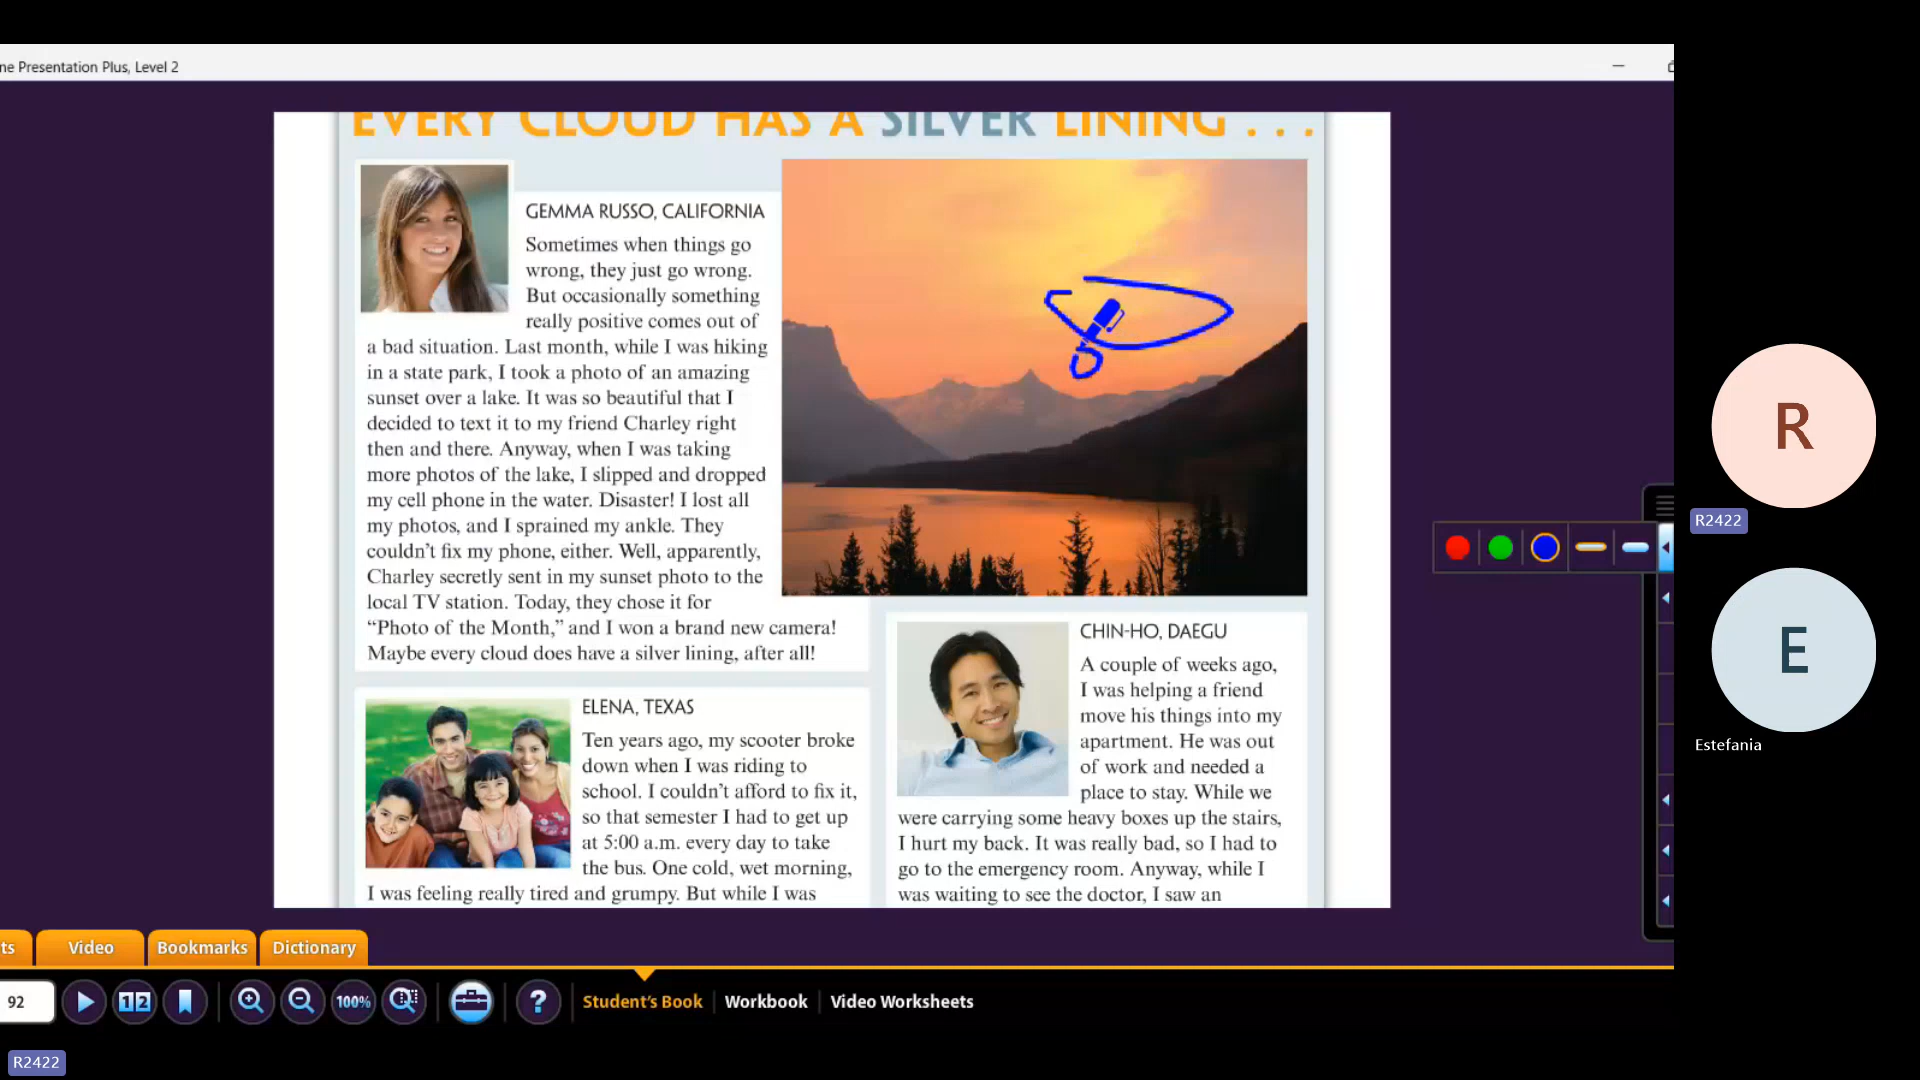 ne Presentation Plus, Level 2
EVERY CLOUD HAS A SILVER LINING . . .
GEMMA RUSSO, CALIFORNIA
Sometimes when things go
wrong, they just go wrong.
But occasionally something
really positive comes out of
a bad situation. Last month, while I was hiking
in a state park, I took a photo of an amazing
sunset over a lake. It was so beautiful that I
decided to text it to my friend Charley right
then and there. Anyway, when I was taking
more photos of the lake, I slipped and dropped
my cell phone in the water. Disaster! I lost all
my photos, and I sprained my ankle. They
couldn't fix my phone, either. Well, apparently,
Charley secretly sent in my sunset photo to the
local TV station. Today, they chose it for
“Photo of the Month,” and I won a brand new camera!
Maybe every cloud does have a silver lining, after all!
ELENA, TEXAS
Ten years ago, my scooter broke
down when I was riding to
school. I couldn't afford to fix it,
so that semester I had to get up
at 5:00 a.m. every day to take
the bus. One cold, wet morning,
I was feeling really tired and grumpy. But while I was
CHIN-HO, DAEGU
A couple of weeks ago,
I was helping a friend
move his things into my
apartment. He was out
of work and needed a
place to stay. While we
were carrying some heavy boxes up the stairs,
I hurt my back. It was really bad, so I had to
go to the emergency room. Anyway, while I
was waiting to see the doctor, I saw an
R
R2422
E
Estefania
ts Video Bookmarks Dictionary
92 12 100% ? Student's Book Workbook Video Worksheets
R2422